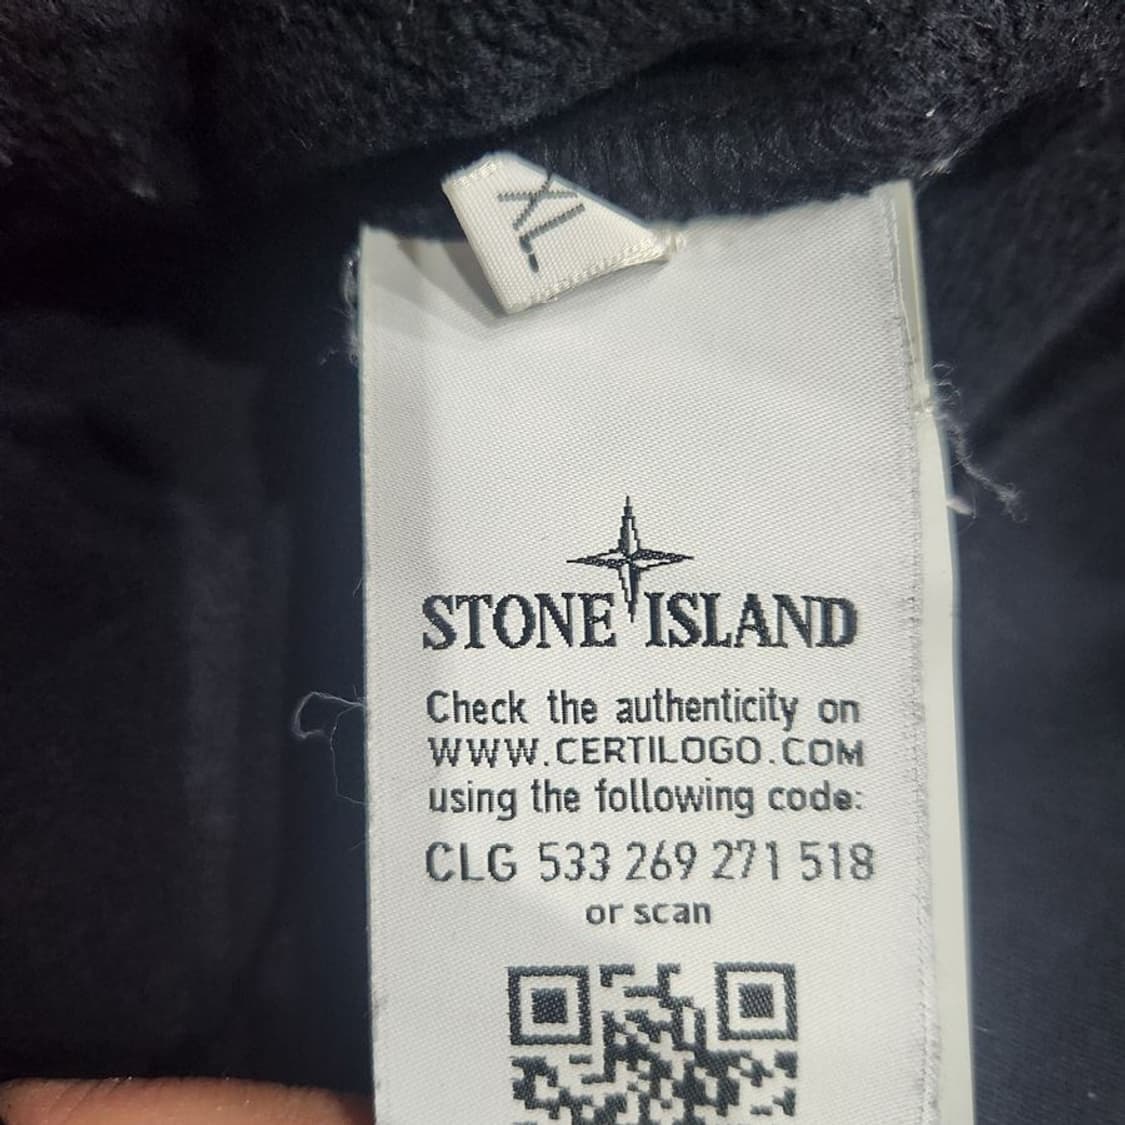 XL
STONE ISLAND
Check the authenticity on
WWW.CERTILOGO.COM
using the following code:
CLG 533 269 271 518
or scan